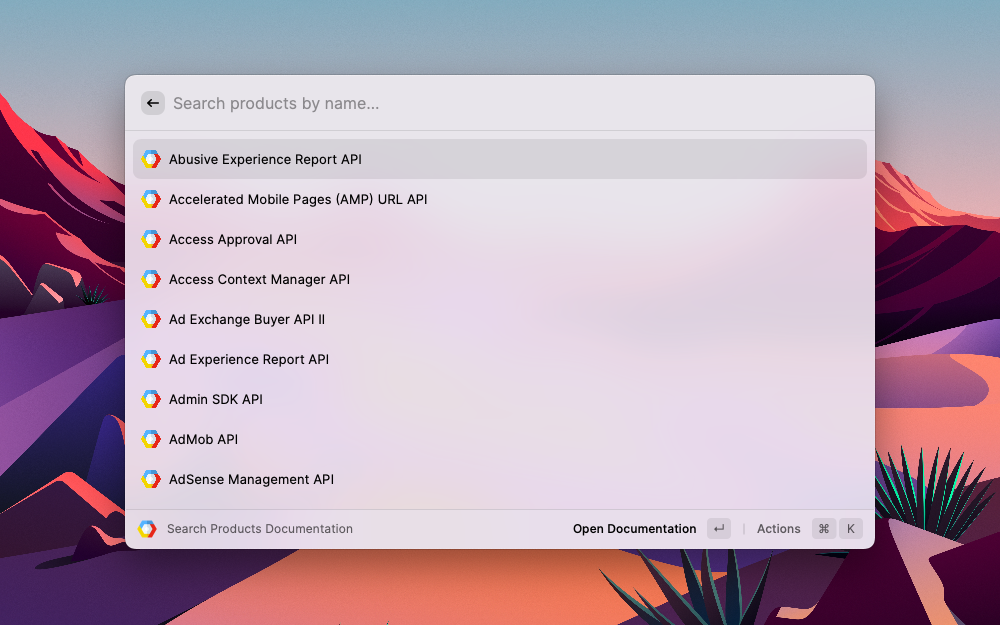 Search products by name...
Abusive Experience Report API
Accelerated Mobile Pages (AMP) URL API
Access Approval API
Access Context Manager API
Ad Exchange Buyer API II
Ad Experience Report API
Admin SDK API
AdMob API
AdSense Management API
Search Products Documentation Open Documentation ↵ | Actions ⌘ K